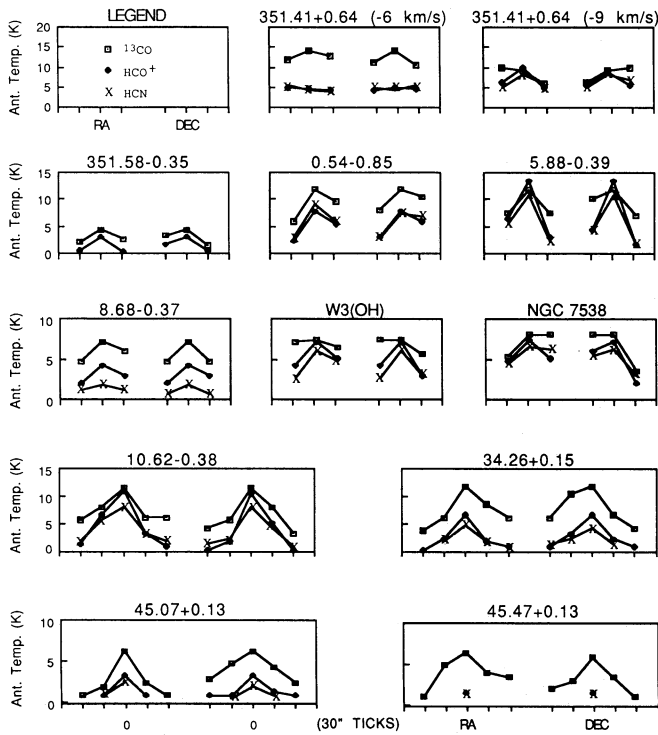 LEGEND
351.41+0.64 (-6 km/s)
351.41+0.64 (-9 km/s)
Ant. Temp. (K)
20
15
10
5
0
¹³CO
HCO⁺
HCN
RA
DEC
351.58-0.35
0.54-0.85
5.88-0.39
Ant. Temp. (K)
15
10
5
0
8.68-0.37
W3(OH)
NGC 7538
Ant. Temp. (K)
10
5
0
10.62-0.38
34.26+0.15
Ant. Temp. (K)
15
10
5
0
45.07+0.13
45.47+0.13
Ant. Temp. (K)
10
5
0
0
0
(30" TICKS)
RA
DEC